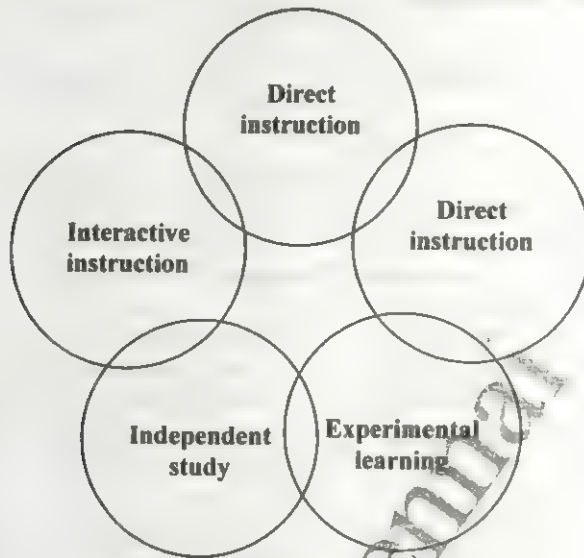 Direct
instruction
Interactive
instruction
Direct
instruction
Independent
study
Experimental
learning